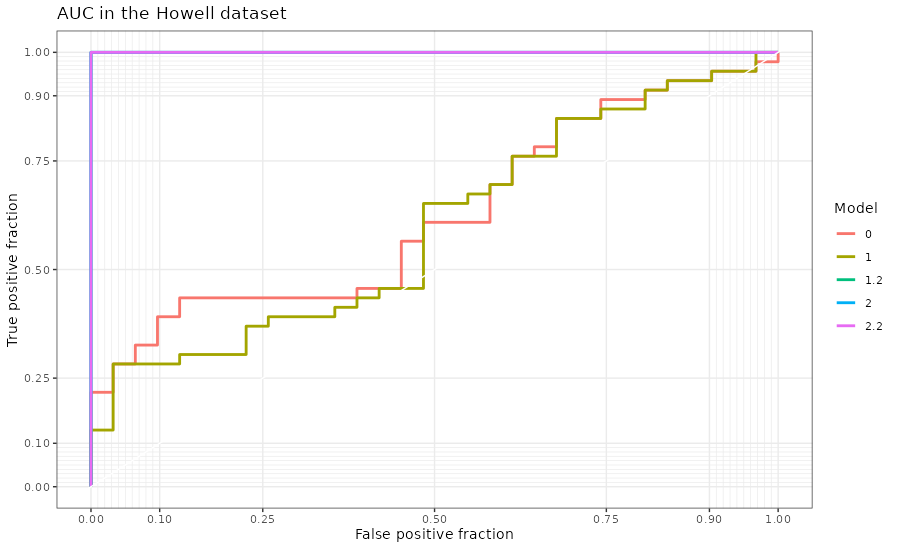 AUC in the Howell dataset
True positive fraction
1.00
0.90
0.75
0.50
0.25
0.10
0.00
0.00 0.10 0.25 0.50 0.75 0.90 1.00
False positive fraction
Model
0
1
1.2
2
2.2